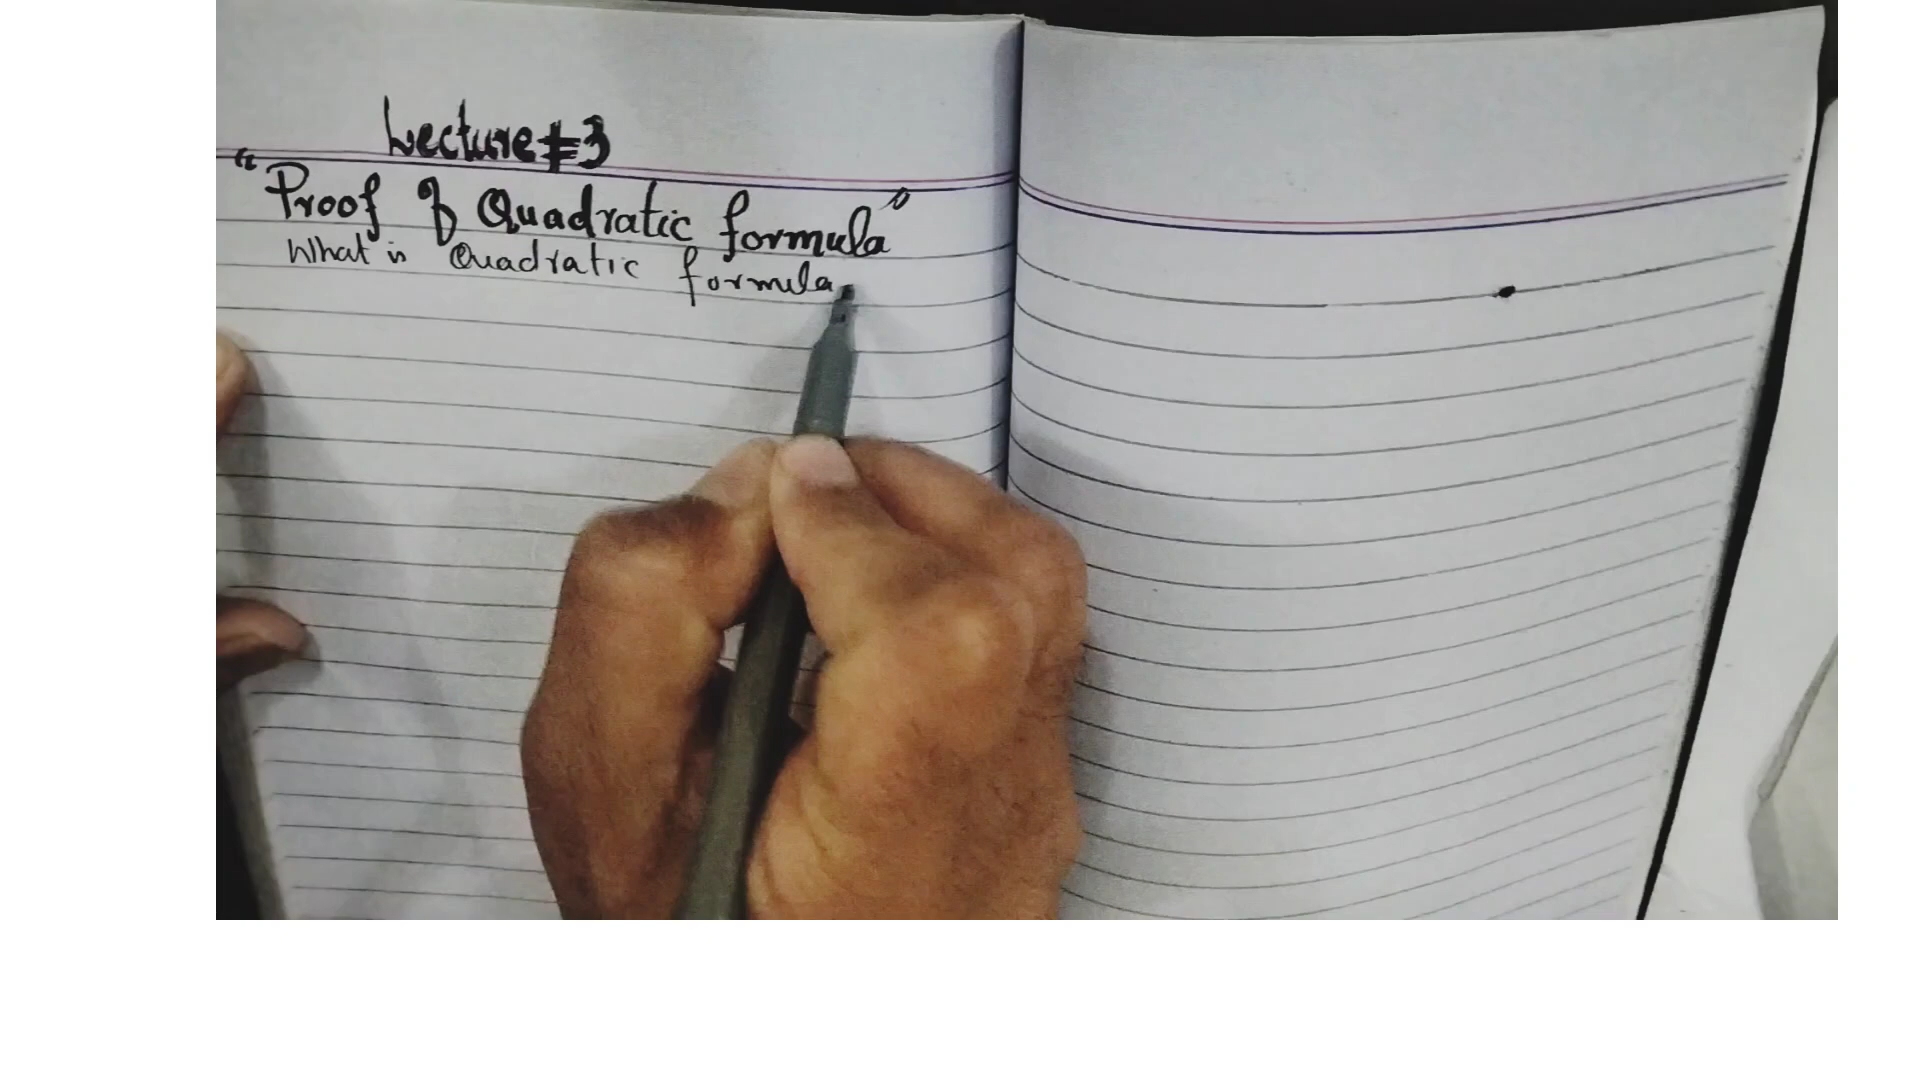 Lecture #3
"Proof of Quadratic formula"
What is Quadratic formula